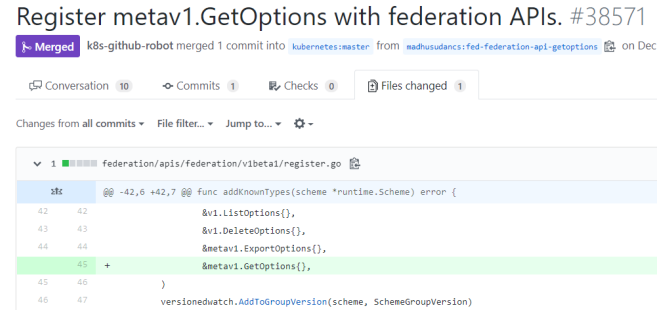 Register metav1.GetOptions with federation APIs. #38571
Merged k8s-github-robot merged 1 commit into kubernetes:master from madhusudancs:fed-federation-api-getoptions on Dec
Conversation 10 Commits 1 Checks 0 Files changed 1
Changes from all commits File filter... Jump to...
1 federation/apis/federation/v1beta1/register.go
@@ -42,6 +42,7 @@ func addKnownTypes(scheme *runtime.Scheme) error {
42 42 &v1.ListOptions{},
43 43 &v1.DeleteOptions{},
44 44 &metav1.ExportOptions{},
45 + &metav1.GetOptions{},
45 46 )
46 47 versionedwatch.AddToGroupVersion(scheme, SchemeGroupVersion)